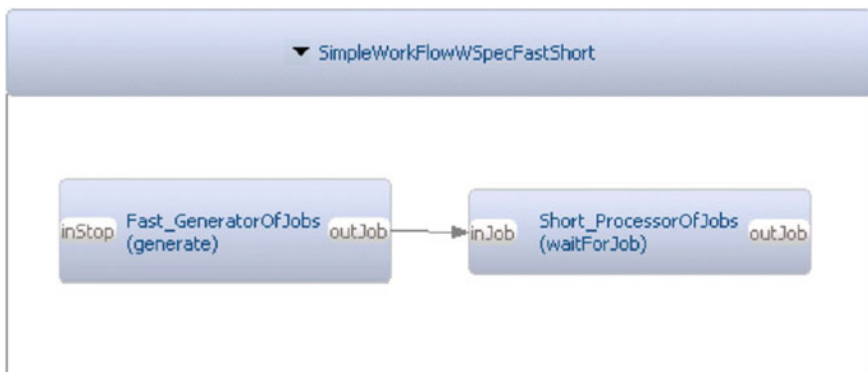 SimpleWorkFlowWSpecFastShort
inStop
Fast_GeneratorOfJobs
(generate)
outJob
inJob
Short_ProcessorOfJobs
(waitForJob)
outJob